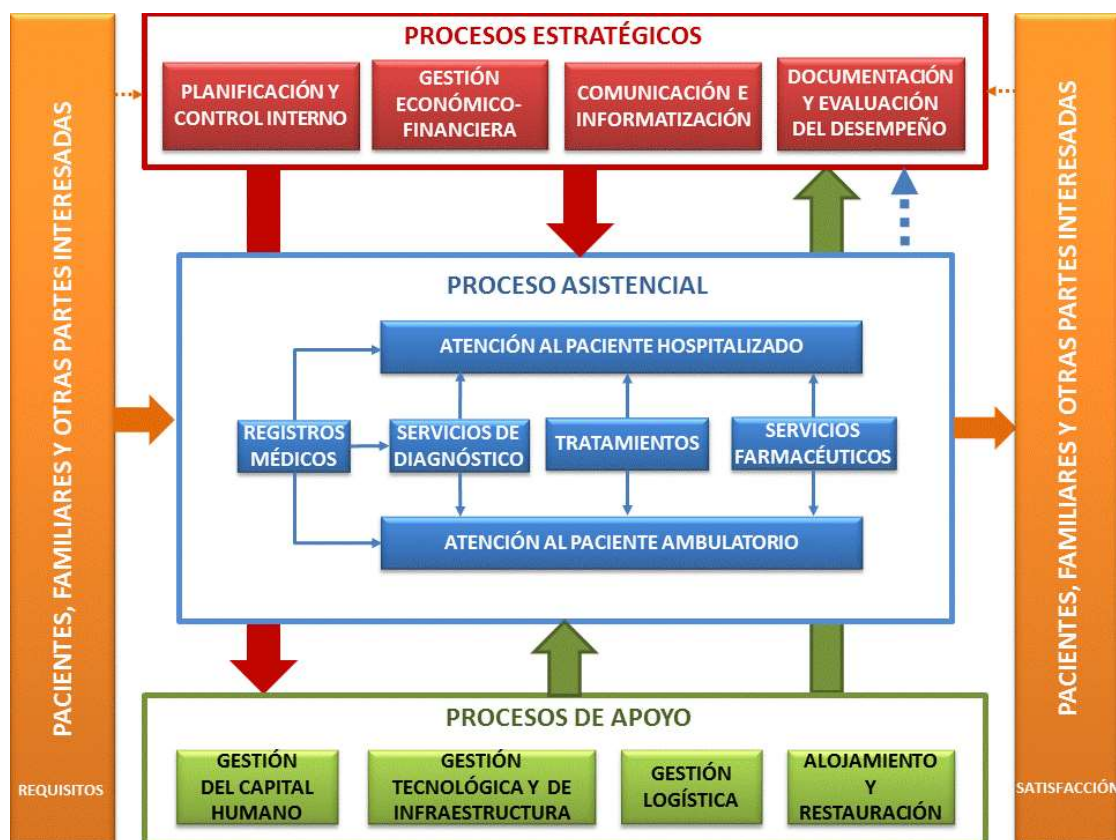 PACIENTES, FAMILIARES Y OTRAS PARTES INTERESADAS
REQUISITOS
PROCESOS ESTRATÉGICOS
PLANIFICACIÓN Y
CONTROL INTERNO
GESTIÓN
ECONÓMICO-
FINANCIERA
COMUNICACIÓN E
INFORMATIZACIÓN
DOCUMENTACIÓN
Y EVALUACIÓN
DEL DESEMPEÑO
PROCESO ASISTENCIAL
ATENCIÓN AL PACIENTE HOSPITALIZADO
REGISTROS
MÉDICOS
SERVICIOS DE
DIAGNÓSTICO
TRATAMIENTOS
SERVICIOS
FARMACÉUTICOS
ATENCIÓN AL PACIENTE AMBULATORIO
PROCESOS DE APOYO
GESTIÓN
DEL CAPITAL
HUMANO
GESTIÓN
TECNOLÓGICA Y DE
INFRAESTRUCTURA
GESTIÓN
LOGÍSTICA
ALOJAMIENTO
Y
RESTAURACIÓN
PACIENTES, FAMILIARES Y OTRAS PARTES INTERESADAS
SATISFACCIÓN